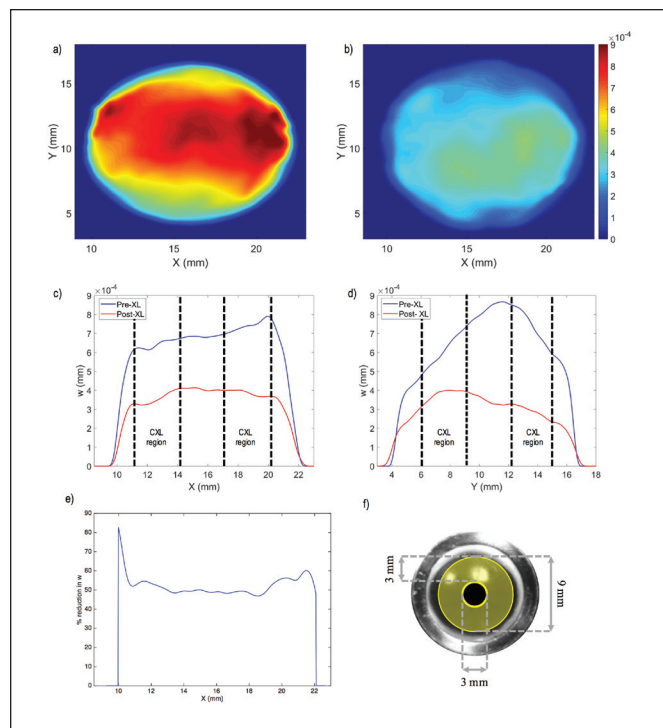 a)
b)
×10⁻⁴
15
10
5
Y (mm)
10
15
20
X (mm)
15
10
5
Y (mm)
10
15
20
X (mm)
9
8
7
6
5
4
3
2
1
0
c)
×10⁻⁴
Pre-XL
Post-XL
9
8
7
6
5
4
3
2
1
0
w (mm)
CXL region
CXL region
10
12
14
16
18
20
22
X (mm)
d)
×10⁻⁴
Pre-XL
Post- XL
9
8
7
6
5
4
3
2
1
0
w (mm)
CXL region
CXL region
4
6
8
10
12
14
16
18
Y (mm)
e)
90
80
70
60
50
40
30
20
10
0
% reduction in w
10
12
14
16
18
20
22
X (mm)
f)
3 mm
9 mm
3 mm